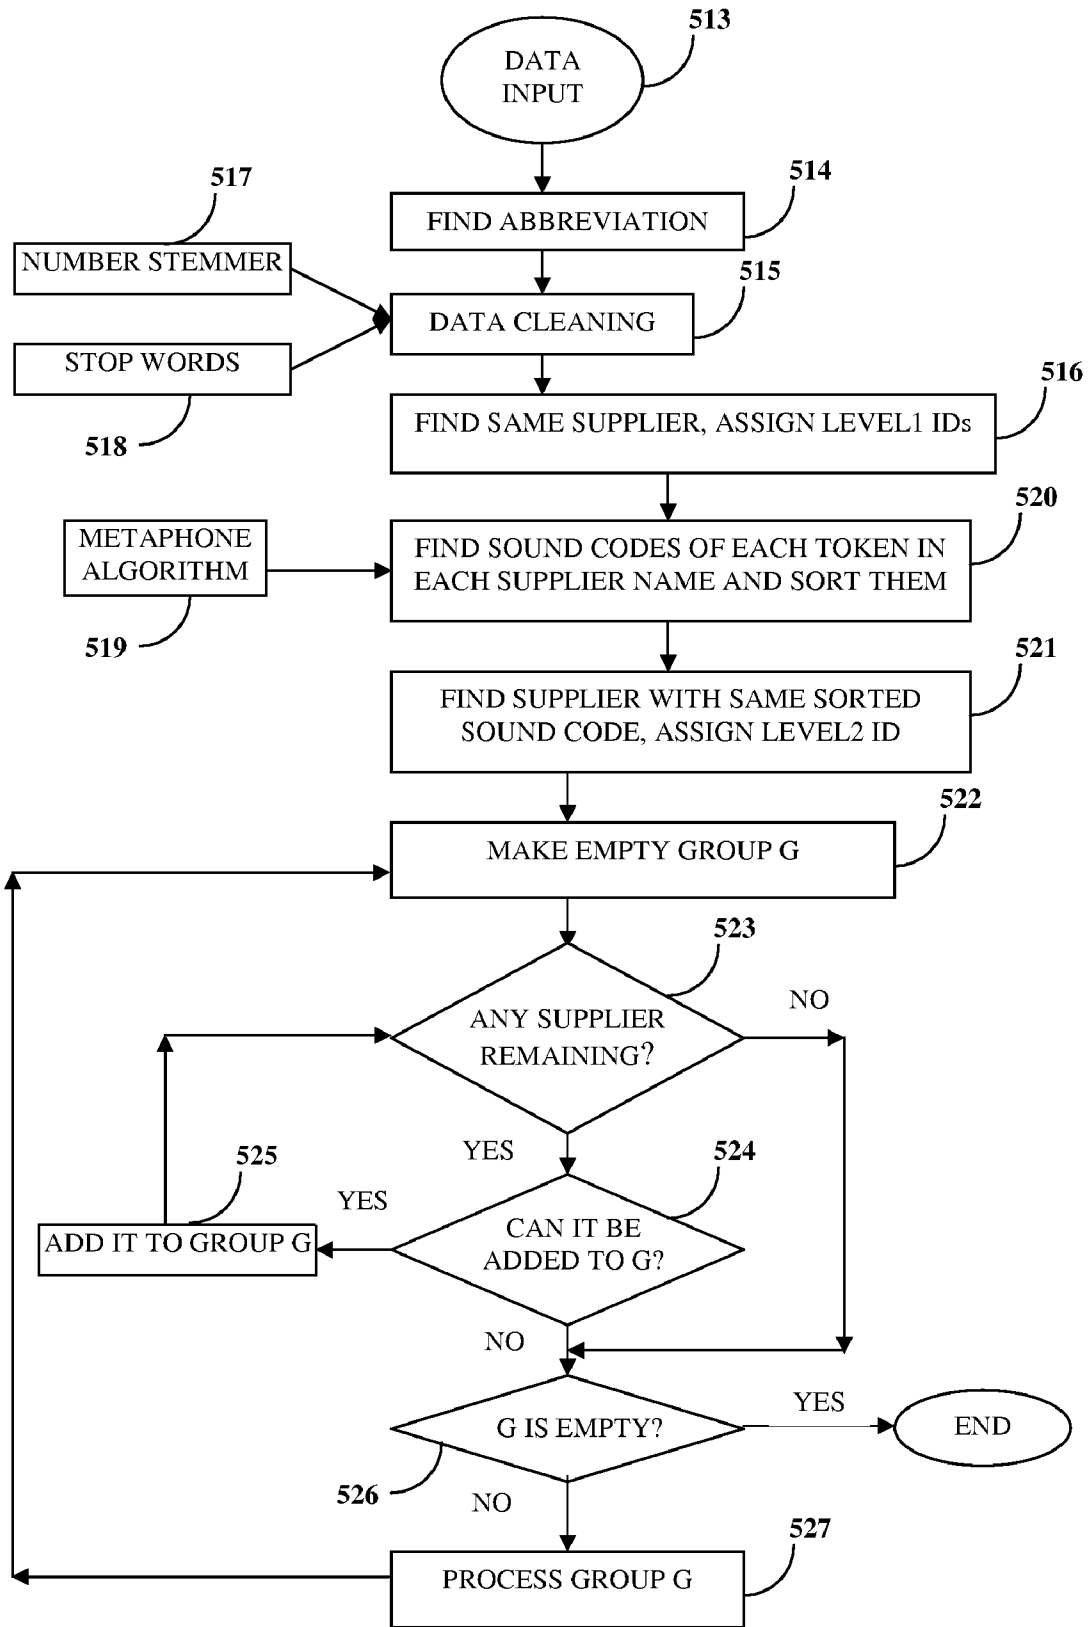 513
DATA
INPUT
514
FIND ABBREVIATION
517
NUMBER STEMMER
515
DATA CLEANING
STOP WORDS
518
516
FIND SAME SUPPLIER, ASSIGN LEVEL1 IDs
520
METAPHONE
ALGORITHM
519
FIND SOUND CODES OF EACH TOKEN IN
EACH SUPPLIER NAME AND SORT THEM
521
FIND SUPPLIER WITH SAME SORTED
SOUND CODE, ASSIGN LEVEL2 ID
522
MAKE EMPTY GROUP G
523
ANY SUPPLIER
REMAINING?
NO
YES
524
525
YES
ADD IT TO GROUP G
CAN IT BE
ADDED TO G?
NO
G IS EMPTY?
YES
END
526
NO
527
PROCESS GROUP G